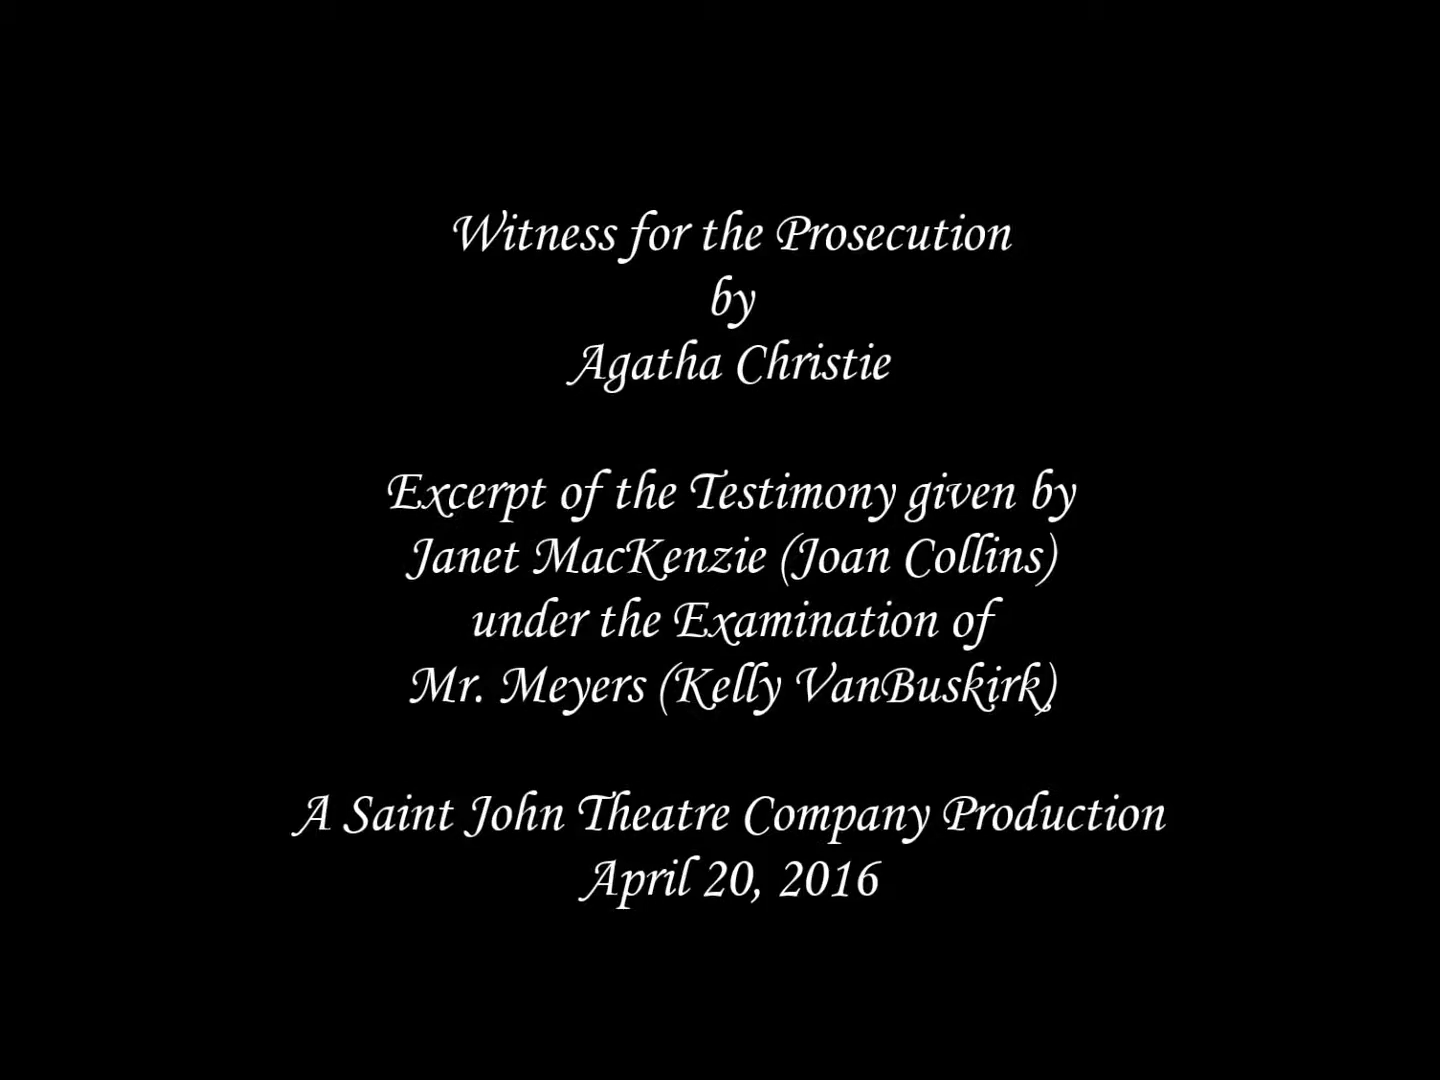 Witness for the Prosecution
by
Agatha Christie
Excerpt of the Testimony given by
Janet MacKenzie (Joan Collins)
under the Examination of
Mr. Meyers (Kelly VanBuskirk)
A Saint John Theatre Company Production
April 20, 2016